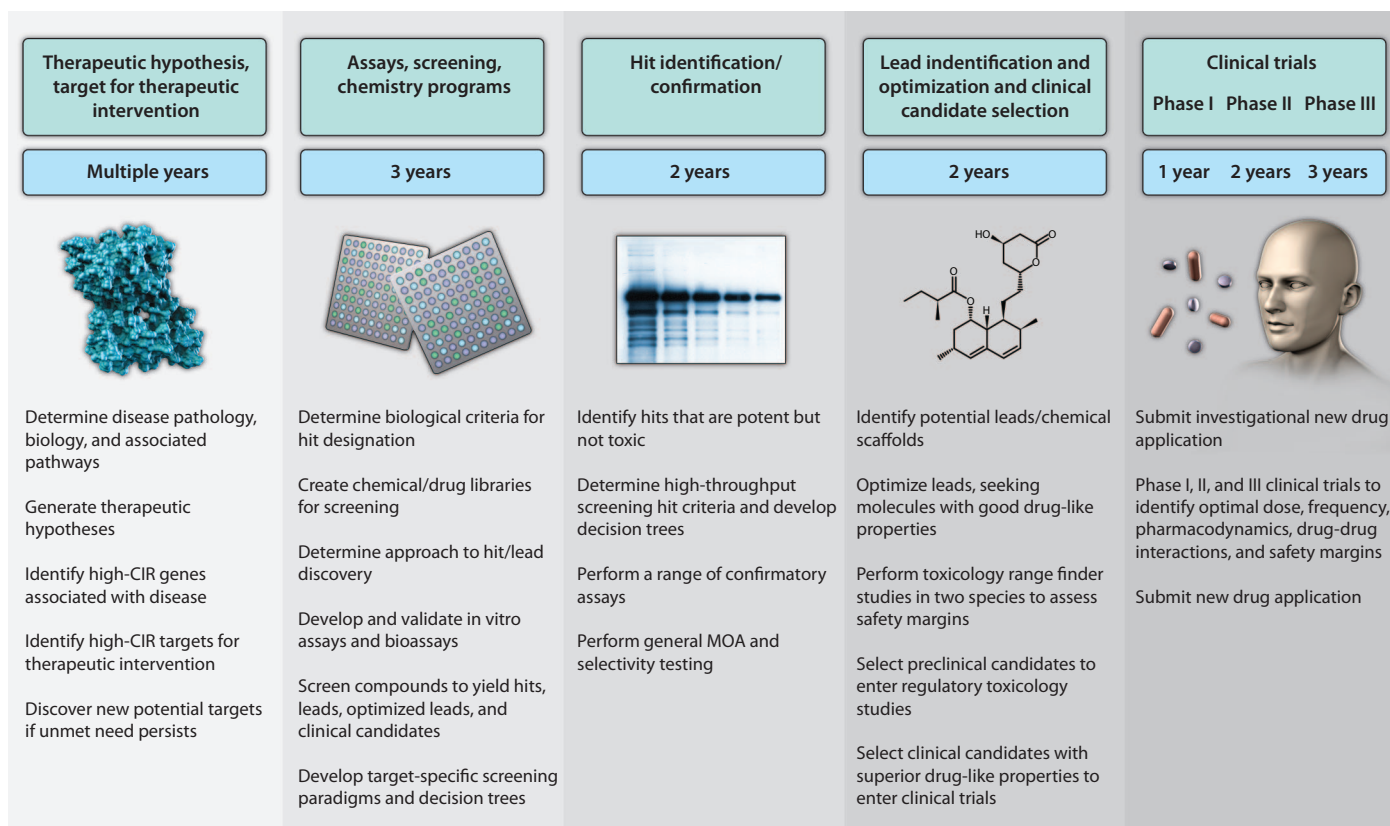 Therapeutic hypothesis,
target for therapeutic
intervention
Multiple years
Determine disease pathology,
biology, and associated
pathways
Generate therapeutic
hypotheses
Identify high-CIR genes
associated with disease
Identify high-CIR targets for
therapeutic intervention
Discover new potential targets
if unmet need persists
Assays, screening,
chemistry programs
3 years
Determine biological criteria for
hit designation
Create chemical/drug libraries
for screening
Determine approach to hit/lead
discovery
Develop and validate in vitro
assays and bioassays
Screen compounds to yield hits,
leads, optimized leads, and
clinical candidates
Develop target-specific screening
paradigms and decision trees
Hit identification/
confirmation
2 years
Identify hits that are potent but
not toxic
Determine high-throughput
screening hit criteria and develop
decision trees
Perform a range of confirmatory
assays
Perform general MOA and
selectivity testing
Lead indentification and
optimization and clinical
candidate selection
2 years
HO
O
O
O
O
H
Identify potential leads/chemical
scaffolds
Optimize leads, seeking
molecules with good drug-like
properties
Perform toxicology range finder
studies in two species to assess
safety margins
Select preclinical candidates to
enter regulatory toxicology
studies
Select clinical candidates with
superior drug-like properties to
enter clinical trials
Clinical trials
Phase I Phase II Phase III
1 year 2 years 3 years
Submit investigational new drug
application
Phase I, II, and III clinical trials to
identify optimal dose, frequency,
pharmacodynamics, drug-drug
interactions, and safety margins
Submit new drug application